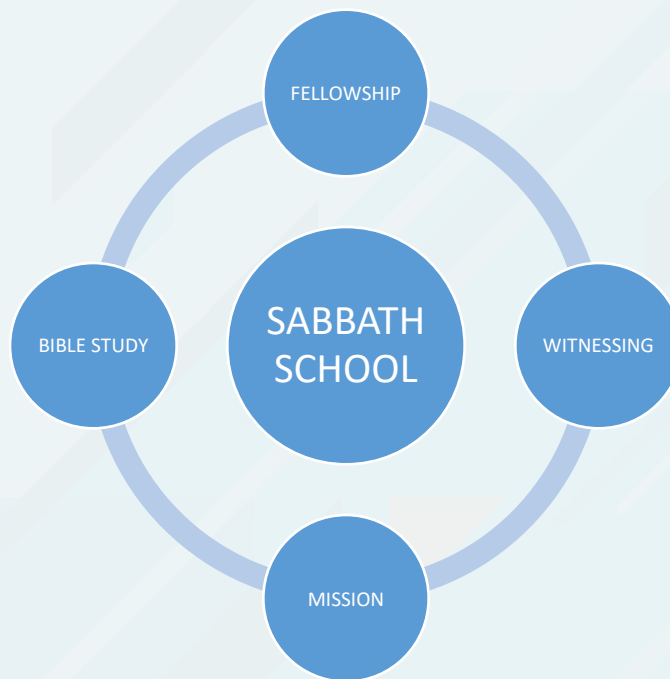 FELLOWSHIP
BIBLE STUDY
SABBATH
SCHOOL
WITNESSING
MISSION